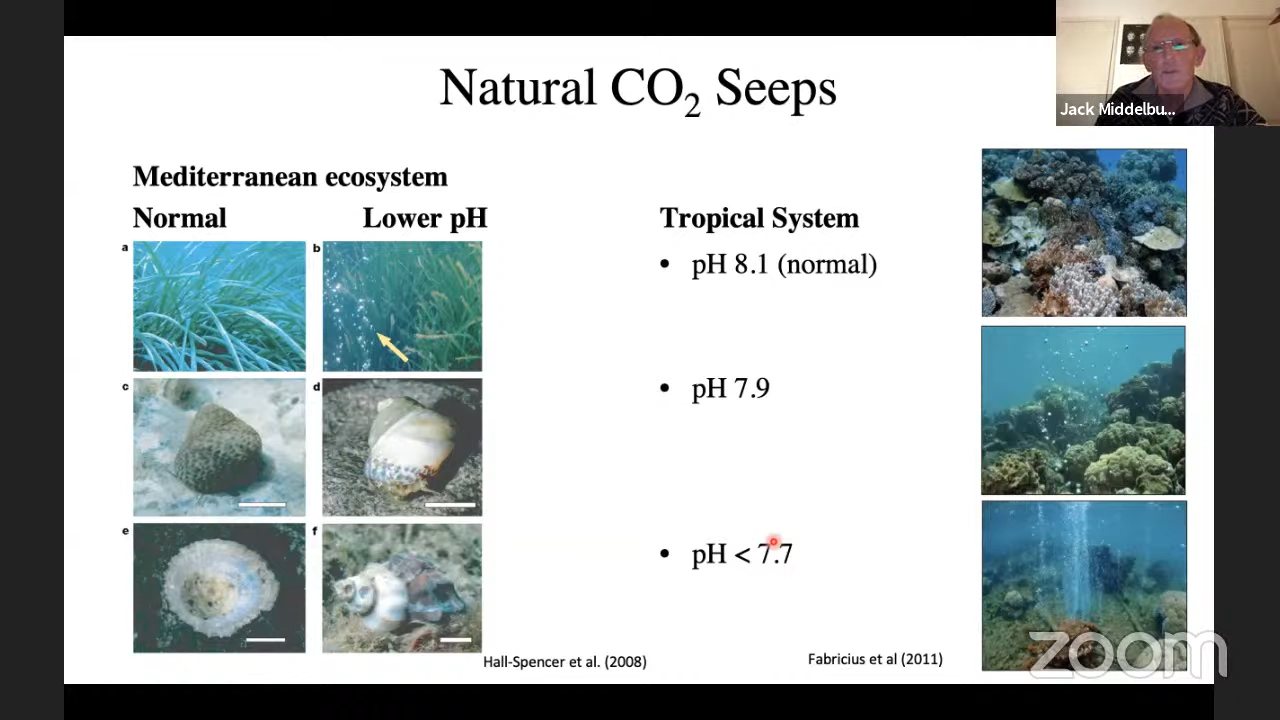 Natural CO₂ Seeps
Jack Middelbu...
Mediterranean ecosystem
Normal
Lower pH
a
b
c
d
e
f
Hall-Spencer et al. (2008)
Tropical System
• pH 8.1 (normal)
• pH 7.9
• pH < 7.7
Fabricius et al (2011)
zoom